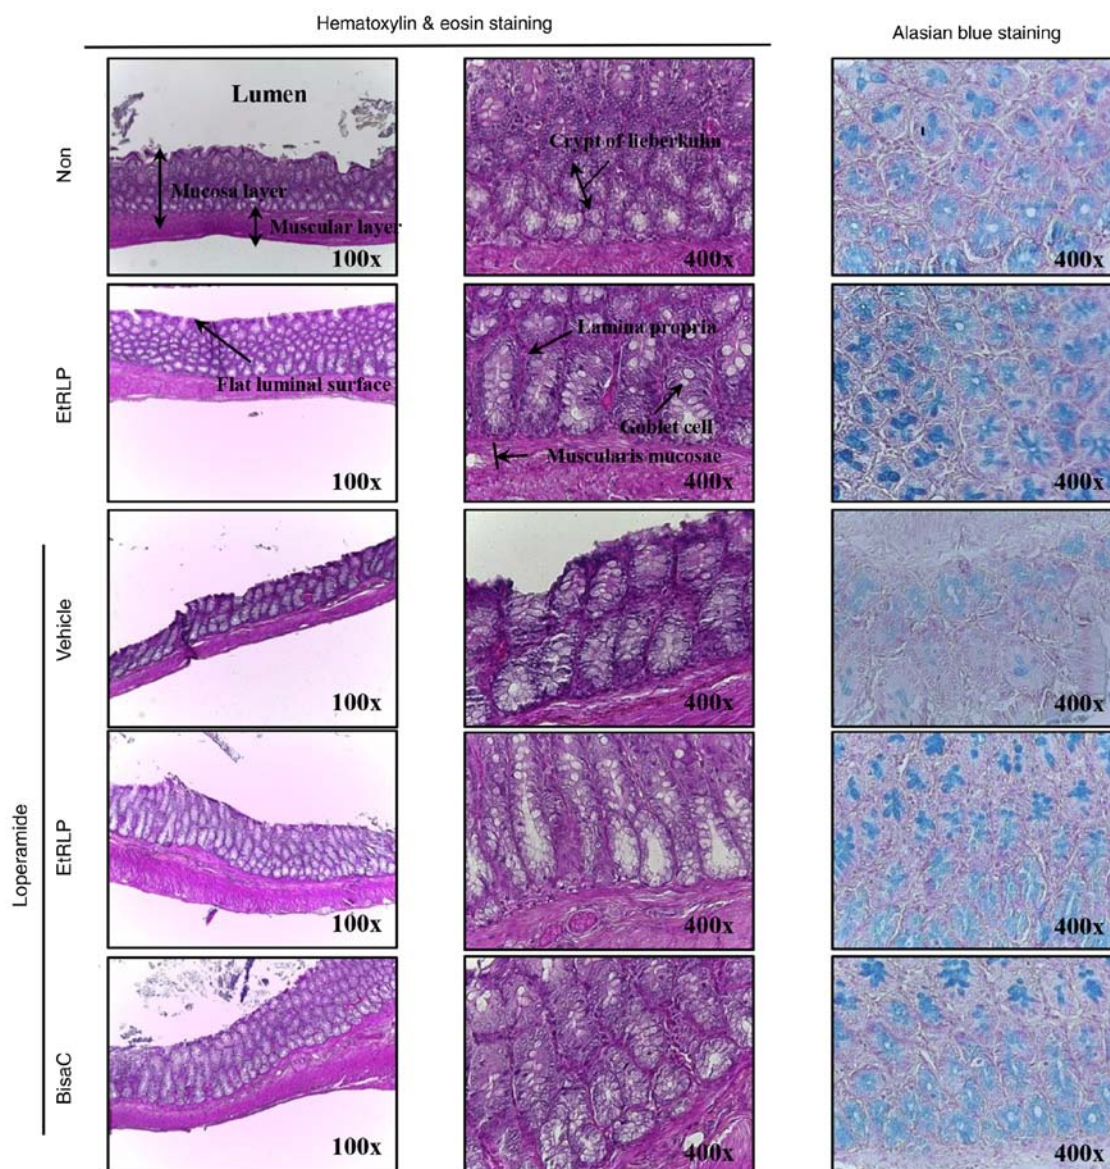 Hematoxylin & eosin staining
Alasian blue staining
Non
Lumen
Mucosa layer
Muscular layer
100x
Crypt of lieberkuhn
400x
400x
EtRLP
Flat luminal surface
100x
Lamina propria
Goblet cell
Muscularis mucosae
400x
400x
Loperamide
Vehicle
100x
400x
400x
EtRLP
100x
400x
400x
BisaC
100x
400x
400x